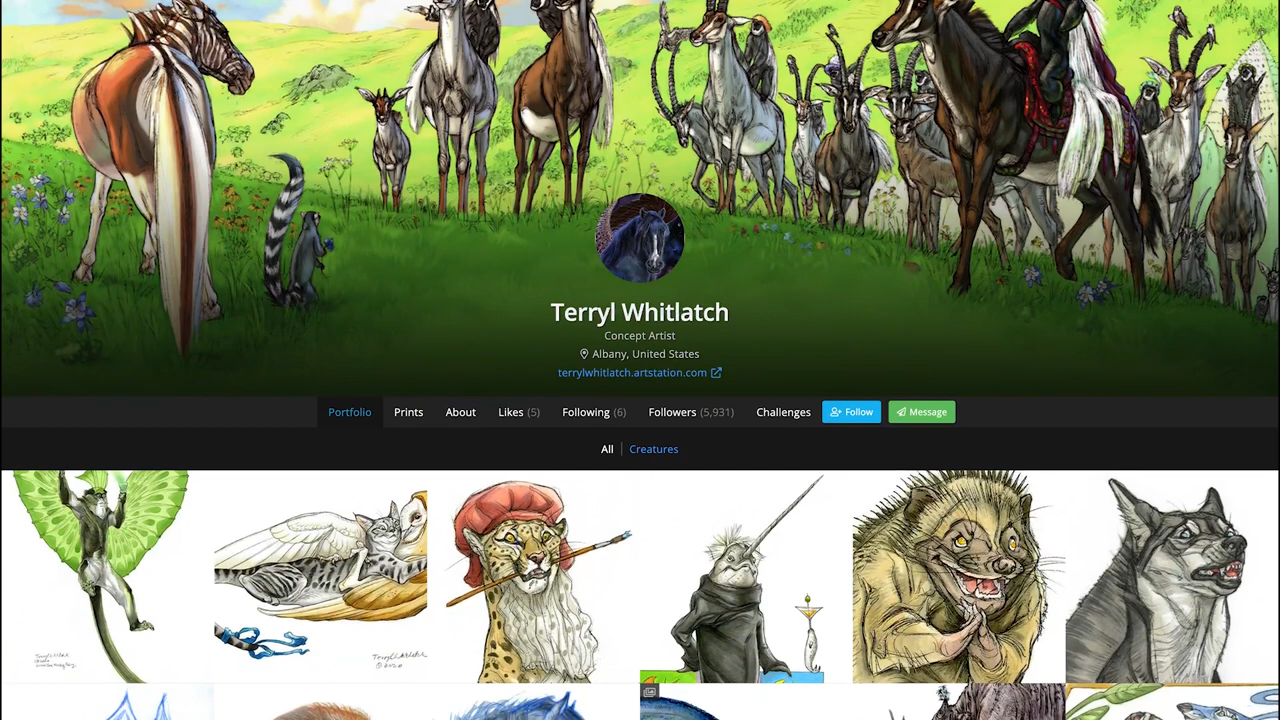 Terryl Whitlatch
Concept Artist
Albany, United States
terrylwhitlatch.artstation.com
Portfolio Prints About Likes (5) Following (6) Followers (5,931) Challenges Follow Message
All Creatures